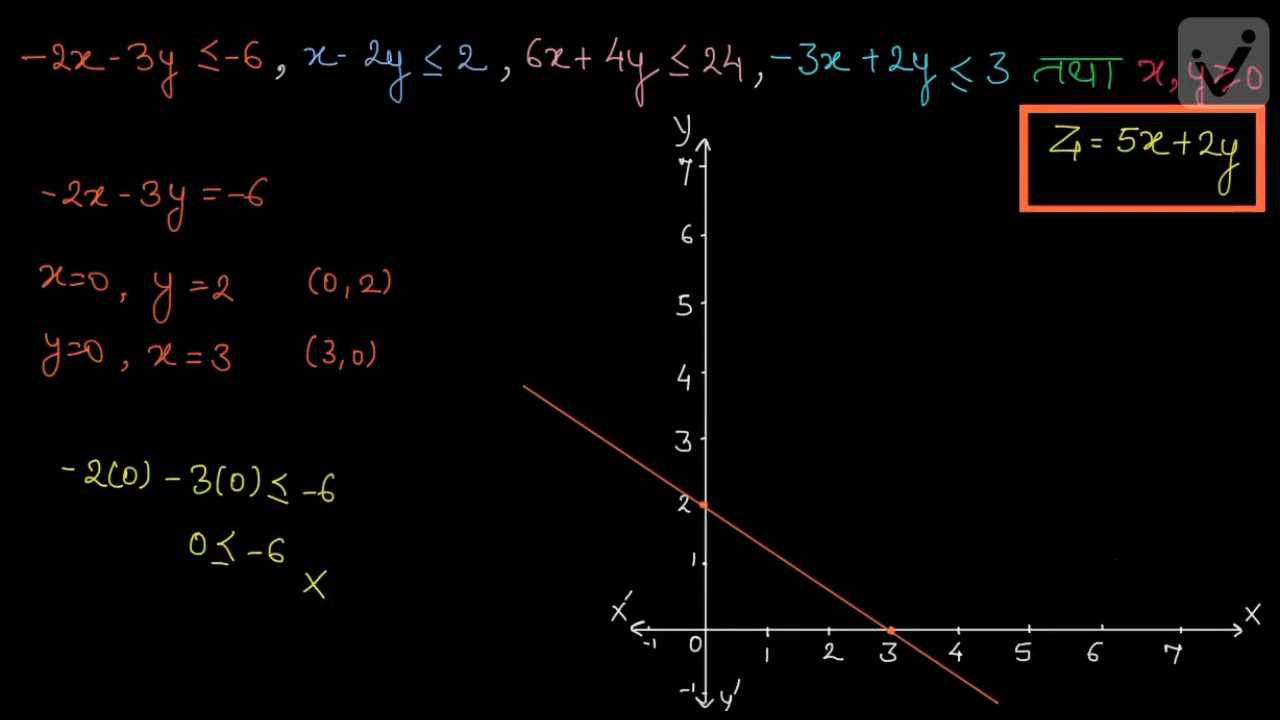 -2x - 3y ≤ -6, x - 2y ≤ 2, 6x + 4y ≤ 24, -3x + 2y ≤ 3 तथा x, y ≥ 0
Z = 5x + 2y
-2x - 3y = -6
x=0, y = 2 (0, 2)
y=0, x = 3 (3, 0)
-2(0) - 3(0) ≤ -6
0 ≤ -6
X
y
7
6
5
4
3
2
1
X' X
-1 0 1 2 3 4 5 6 7
-1 y'